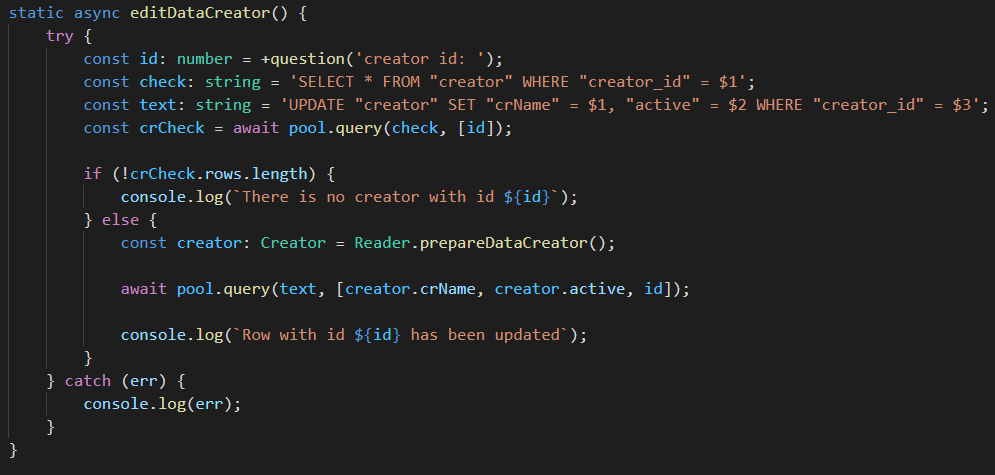 static async editDataCreator() {
    try {
        const id: number = +question('creator id: ');
        const check: string = 'SELECT * FROM "creator" WHERE "creator_id" = $1';
        const text: string = 'UPDATE "creator" SET "crName" = $1, "active" = $2 WHERE "creator_id" = $3';
        const crCheck = await pool.query(check, [id]);

        if (!crCheck.rows.length) {
            console.log(`There is no creator with id ${id}`);
        } else {
            const creator: Creator = Reader.prepareDataCreator();

            await pool.query(text, [creator.crName, creator.active, id]);

            console.log(`Row with id ${id} has been updated`);
        }
    } catch (err) {
        console.log(err);
    }
}